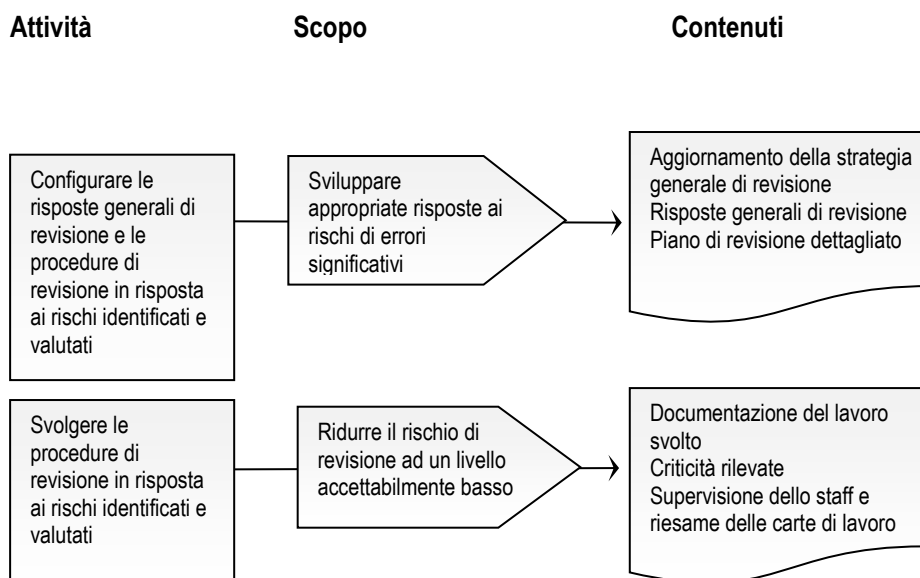 Attività
Scopo
Contenuti
Configurare le
risposte generali di
revisione e le
procedure di
revisione in risposta
ai rischi identificati e
valutati
Sviluppare
appropriate risposte ai
rischi di errori
significativi
Aggiornamento della strategia
generale di revisione
Risposte generali di revisione
Piano di revisione dettagliato
Svolgere le
procedure di
revisione in risposta
ai rischi identificati e
valutati
Ridurre il rischio di
revisione ad un livello
accettabilmente basso
Documentazione del lavoro
svolto
Criticità rilevate
Supervisione dello staff e
riesame delle carte di lavoro